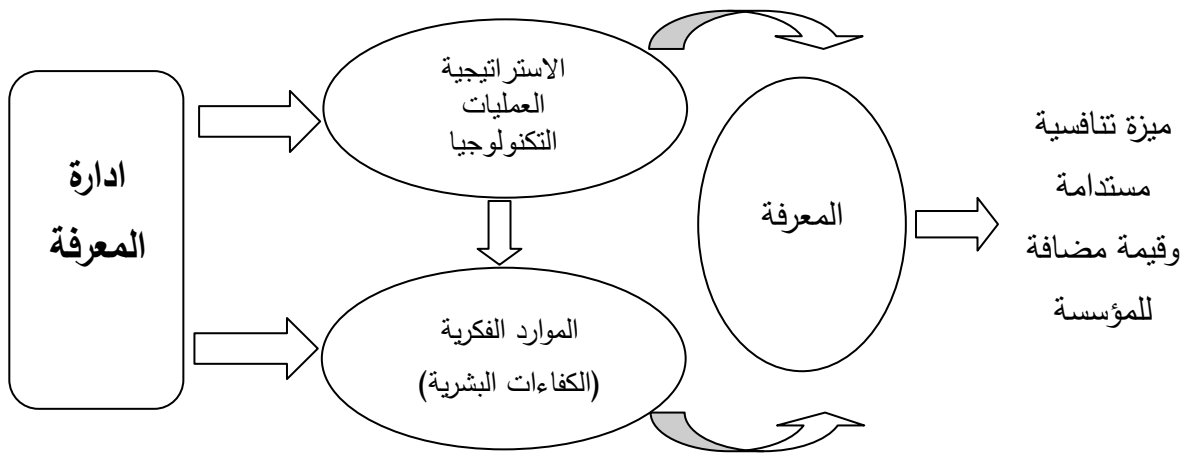 ادارة
المعرفة
الاستراتيجية
العمليات
التكنولوجيا
الموارد الفكرية
(الكفاءات البشرية)
المعرفة
ميزة تنافسية
مستدامة
وقيمة مضافة
للمؤسسة